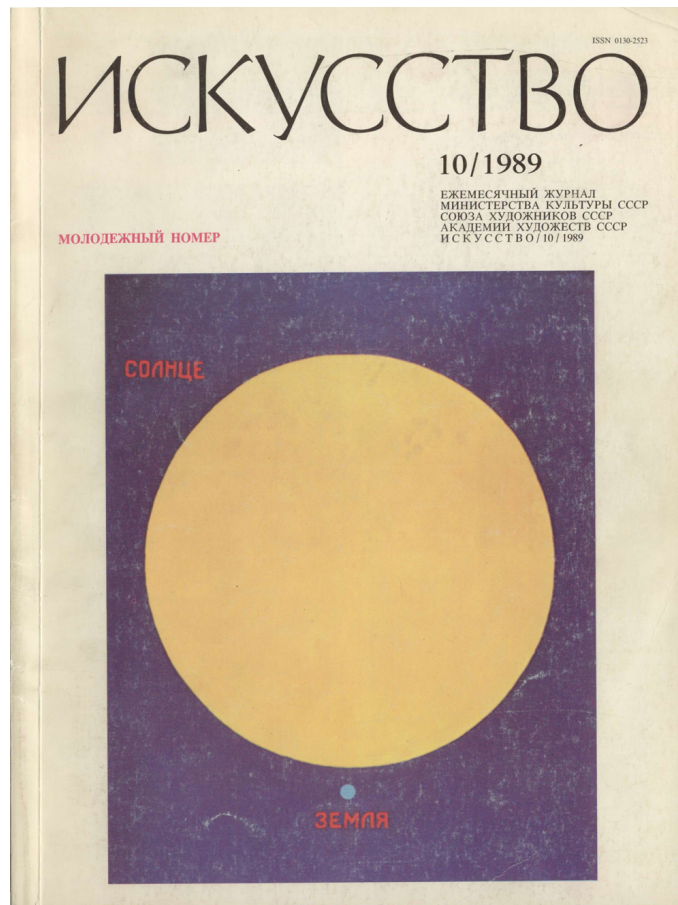 ISSN 0130-2523
ИСКУССТВО
10/1989
ЕЖЕМЕСЯЧНЫЙ ЖУРНАЛ
МИНИСТЕРСТВА КУЛЬТУРЫ СССР
СОЮЗА ХУДОЖНИКОВ СССР
АКАДЕМИИ ХУДОЖЕСТВ СССР
ИСКУССТВО/10/1989
МОЛОДЕЖНЫЙ НОМЕР
СОЛНЦЕ
ЗЕМЛЯ